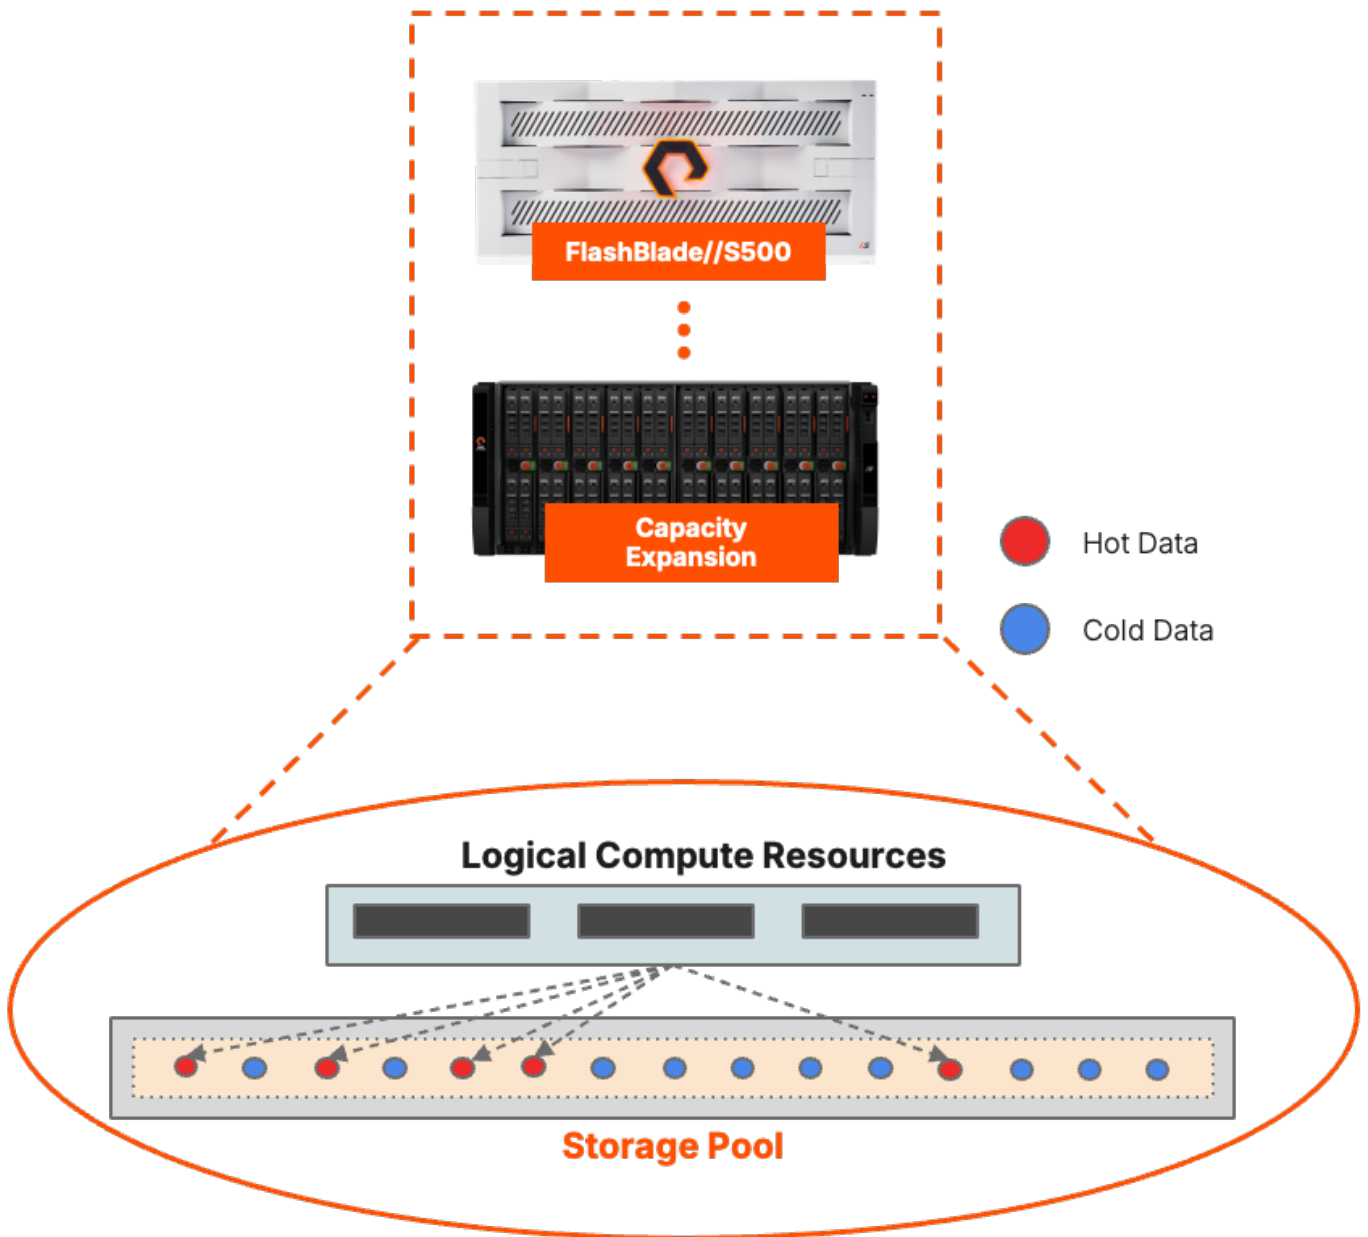 FlashBlade//S500
Capacity
Expansion
Hot Data
Cold Data
Logical Compute Resources
Storage Pool